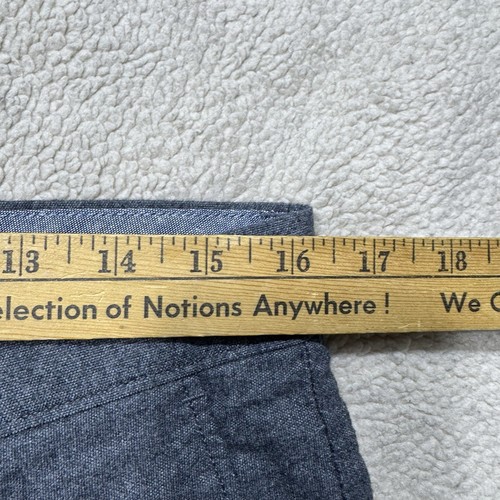 13 14 15 16 17 18
election of Notions Anywhere! We